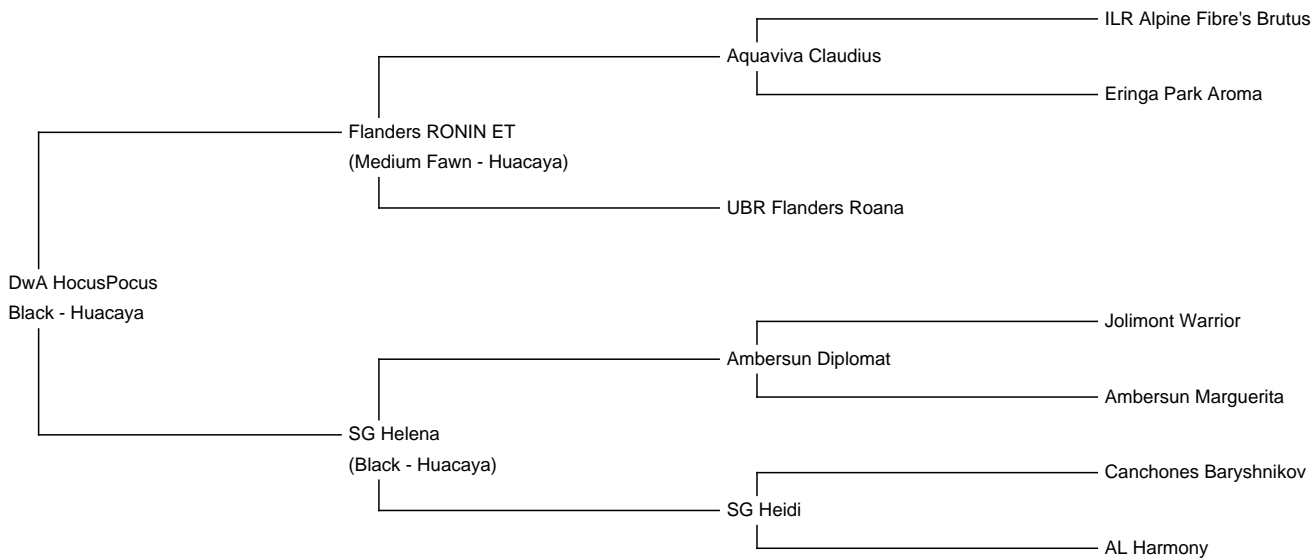 ILR Alpine Fibre's Brutus
Aquaviva Claudius
Eringa Park Aroma
Flanders RONIN ET
(Medium Fawn - Huacaya)
UBR Flanders Roana
DwA HocusPocus
Black - Huacaya
Jolimont Warrior
Ambersun Diplomat
Ambersun Marguerita
SG Helena
(Black - Huacaya)
Canchones Baryshnikov
SG Heidi
AL Harmony